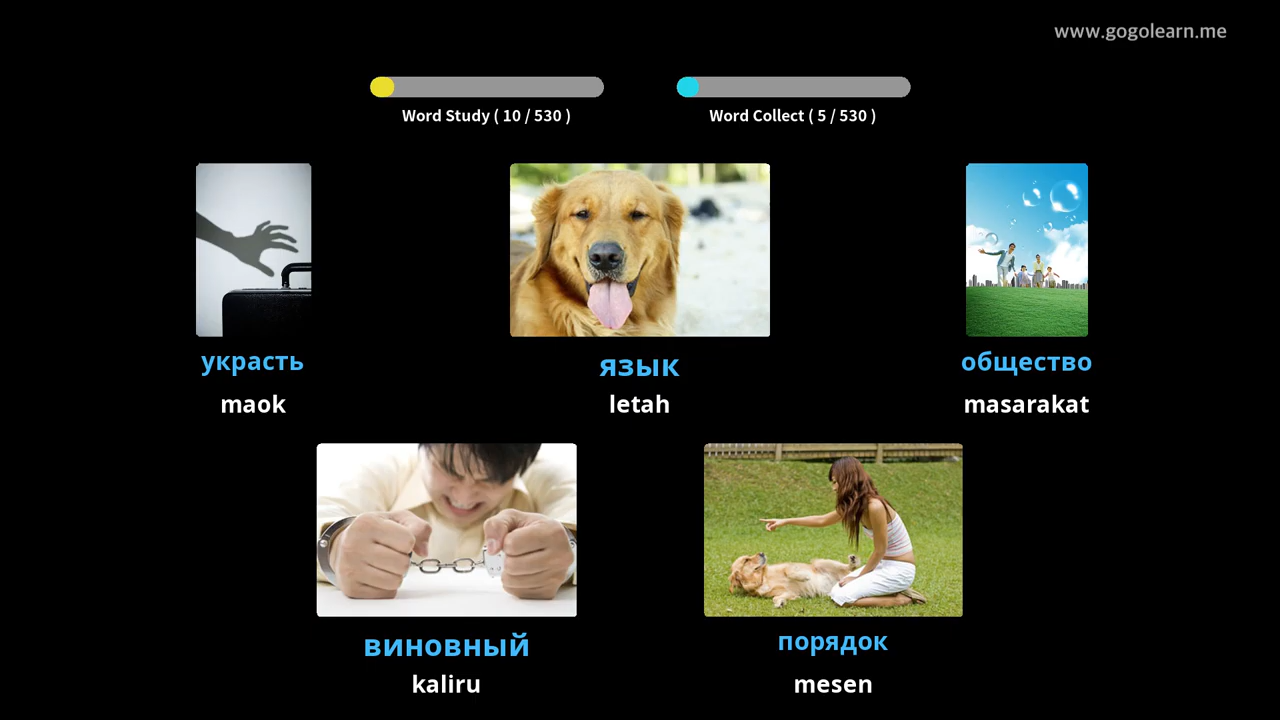 www.gogolearn.me
Word Study ( 10 / 530 )
Word Collect ( 5 / 530 )
украсть
maok
язык
letah
общество
masarakat
виновный
kaliru
порядок
mesen